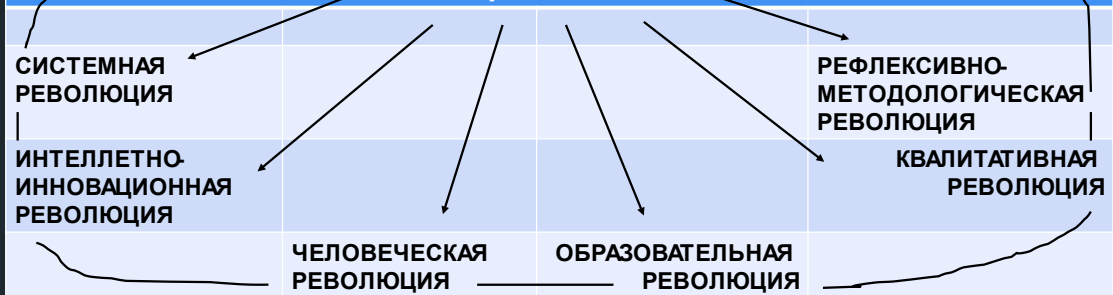 СИСТЕМНАЯ
РЕВОЛЮЦИЯ
РЕФЛЕКСИВНО-
МЕТОДОЛОГИЧЕСКАЯ
РЕВОЛЮЦИЯ
ИНТЕЛЛЕТНО-
ИННОВАЦИОННАЯ
РЕВОЛЮЦИЯ
КВАЛИТАТИВНАЯ
РЕВОЛЮЦИЯ
ЧЕЛОВЕЧЕСКАЯ
РЕВОЛЮЦИЯ
ОБРАЗОВАТЕЛЬНАЯ
РЕВОЛЮЦИЯ